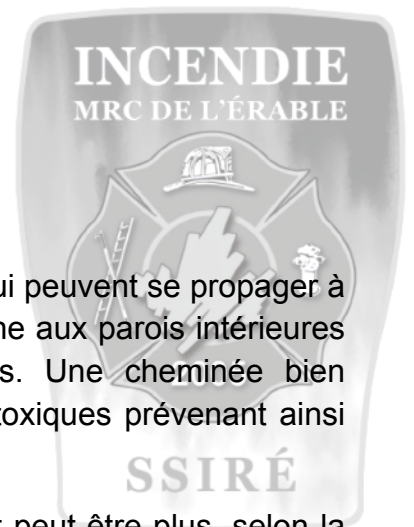 INCENDIE
MRC DE L'ÉRABLE
ui peuvent se propager à
ne aux parois intérieures
s. Une cheminée bien
toxiques prévenant ainsi
SSIRÉ
t peut être plus, selon la